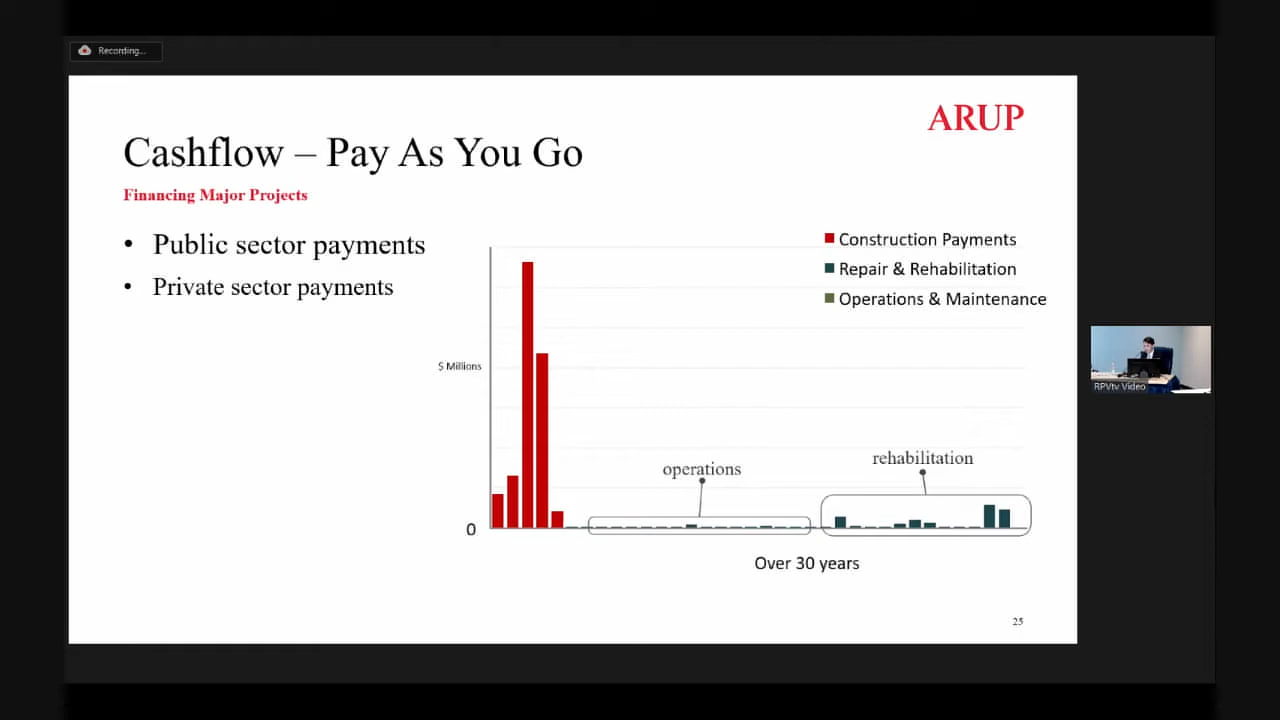 Recording...
ARUP
Cashflow – Pay As You Go
Financing Major Projects
• Public sector payments
• Private sector payments
Construction Payments
Repair & Rehabilitation
Operations & Maintenance
$ Millions
operations
rehabilitation
0
Over 30 years
25
RPVtv Video